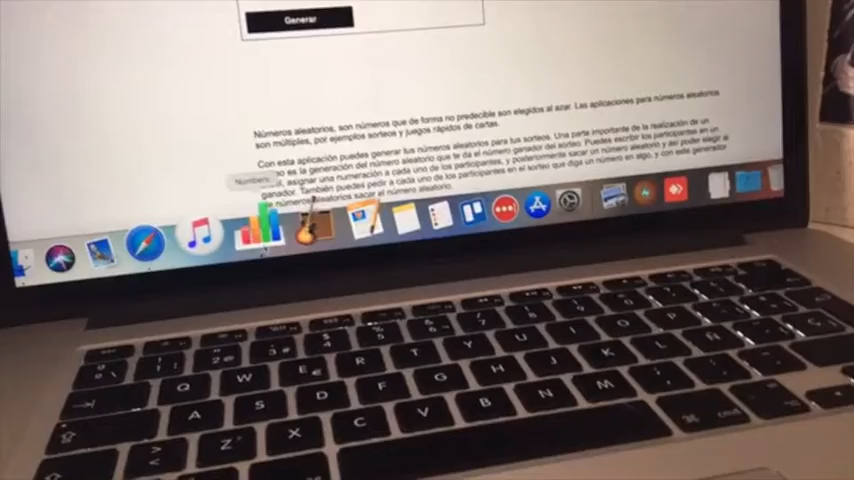 Generar
Números aleatorios, son números que de forma no predecible son elegidos al azar. Las aplicaciones para números aleatorios
son múltiples, por ejemplos sorteos y juegos rápidos de cartas.
Con esta aplicación puedes generar tus números aleatorios para tus sorteos. Una parte importante de la realización de un
no es la generación del número aleatorio que te da el número ganador del sorteo. Puedes escribir los participantes en un
asignar una numeración a cada uno de los participantes, y posteriormente sacar un número aleatorio y así poder elegir al
ganador. También puedes pedir a cada uno de los participantes en el sorteo que diga un número en algo, y con este generador
de números aleatorios sacar el número aleatorio.
Numbers
Q W E € R T Y U I O P
A S D F G H J K L Ñ
Z X C V B N M
cmd